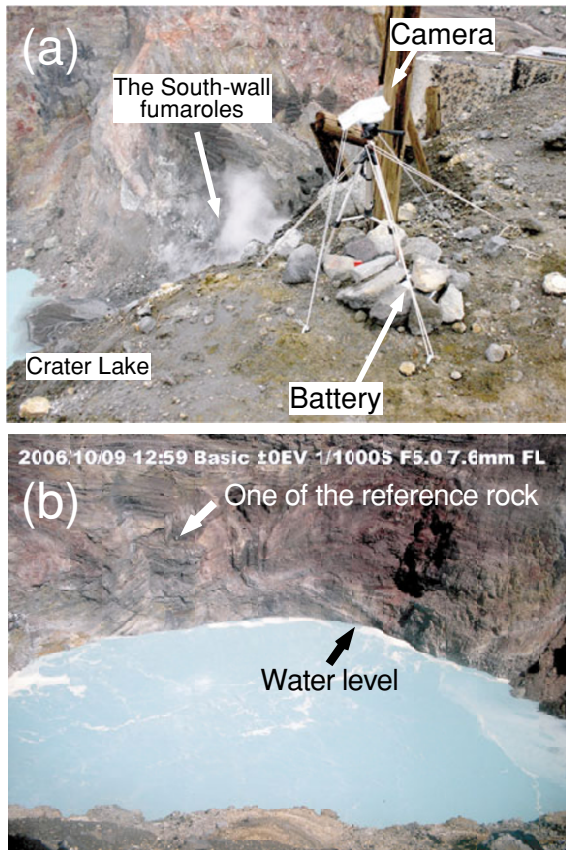 (a)
Camera
The South-wall
fumaroles
Crater Lake
Battery
2006/10/09 12:59 Basic ±0EV 1/1000S F5.0 7.6mm FL
(b)
One of the reference rock
Water level